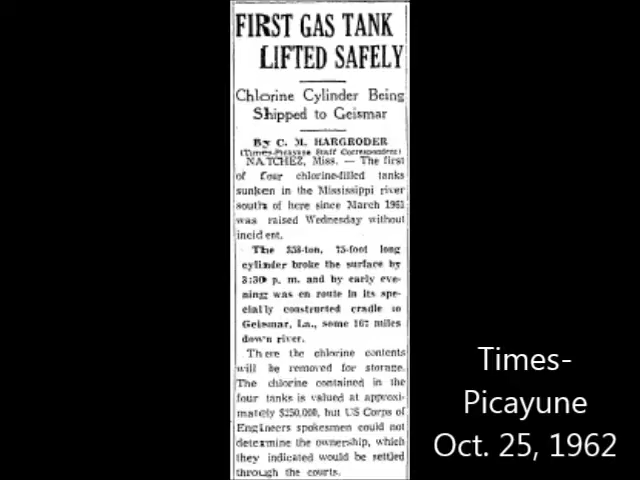 FIRST GAS TANK
LIFTED SAFELY
Chlorine Cylinder Being
Shipped to Geismar
By C. M. HARGRODER
(Times-Picayune Staff Correspondent)
NATCHEZ, Miss. — The first
of four chlorine-filled tanks
sunken in the Mississippi river
south of here since March 1961
was raised Wednesday without
incident.
The 358-ton, 75-foot long
cylinder broke the surface by
3:30 p. m. and by early eve-
ning was en route in its spe-
cially constructed cradle to
Geismar, La., some 167 miles
down river.
There the chlorine contents
will be removed for storage.
The chlorine contained in the
four tanks is valued at approxi-
mately $250,000, but US Corps of
Engineers spokesmen could not
determine the ownership, which
they indicated would be settled
through the courts.
Times-
Picayune
Oct. 25, 1962